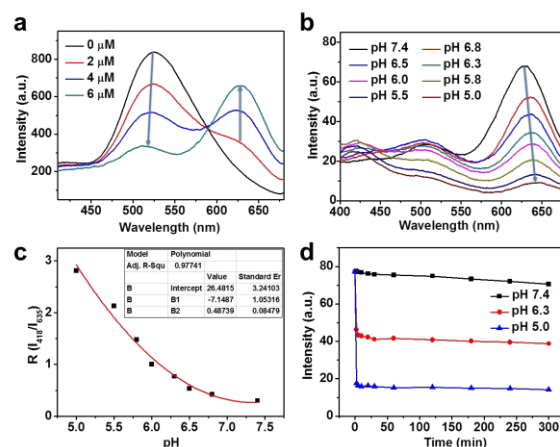 a
0 μM
2 μM
4 μM
6 μM
800
600
400
200
Intensity (a.u.)
450 500 550 600 650
Wavelength (nm)
b
pH 7.4 pH 6.8
pH 6.5 pH 6.3
pH 6.0 pH 5.8
pH 5.5 pH 5.0
80
60
40
20
0
Intensity (a.u.)
400 450 500 550 600 650
Wavelength (nm)
c
Model Polynomial
Adj. R-Squ 0.97741
Value Standard Er
B Intercept 26.4815 3.24103
B B1 -7.1487 1.05316
B B2 0.48739 0.08479
3
2
1
0
R (I418/I635)
5.0 5.5 6.0 6.5 7.0 7.5
pH
d
pH 7.4
pH 6.3
pH 5.0
80
60
40
20
0
Intensity (a.u.)
0 50 100 150 200 250 300
Time (min)